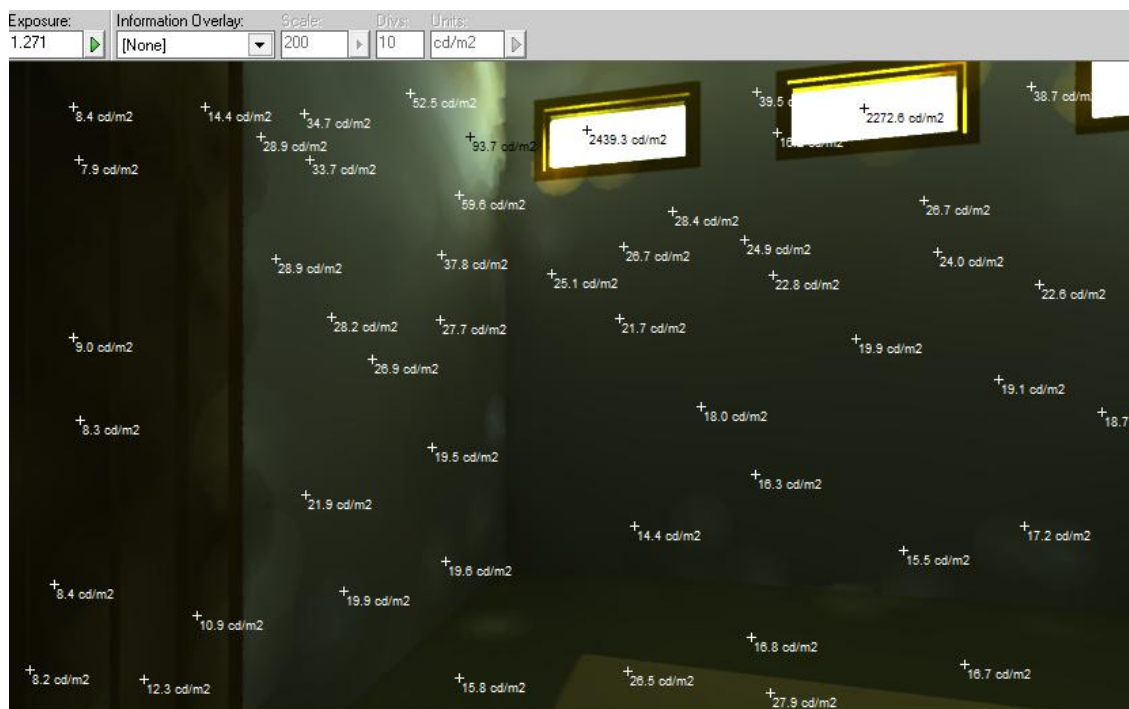 Exposure: Information Overlay: Scale: Divs: Units:
1.271 [None] 200 10 cd/m2
52.5 cd/m2
39.5
38.7 cd/m
8.4 cd/m2
14.4 cd/m2
34.7 cd/m2
2272.6 cd/m2
28.9 cd/m2
93.7 cd/m2
2439.3 cd/m2
7.9 cd/m2
33.7 cd/m2
59.6 cd/m2
28.4 cd/m2
26.7 cd/m2
28.9 cd/m2
37.8 cd/m2
26.7 cd/m2
24.9 cd/m2
24.0 cd/m2
25.1 cd/m2
22.8 cd/m2
22.6 cd/m2
28.2 cd/m2
27.7 cd/m2
21.7 cd/m2
9.0 cd/m2
19.9 cd/m2
26.9 cd/m2
19.1 cd/m2
18.0 cd/m2
18.7
8.3 cd/m2
19.5 cd/m2
16.3 cd/m2
21.9 cd/m2
14.4 cd/m2
17.2 cd/m2
15.5 cd/m2
19.6 cd/m2
8.4 cd/m2
19.9 cd/m2
10.9 cd/m2
16.8 cd/m2
8.2 cd/m2
12.3 cd/m2
15.8 cd/m2
26.5 cd/m2
16.7 cd/m2
27.9 cd/m2